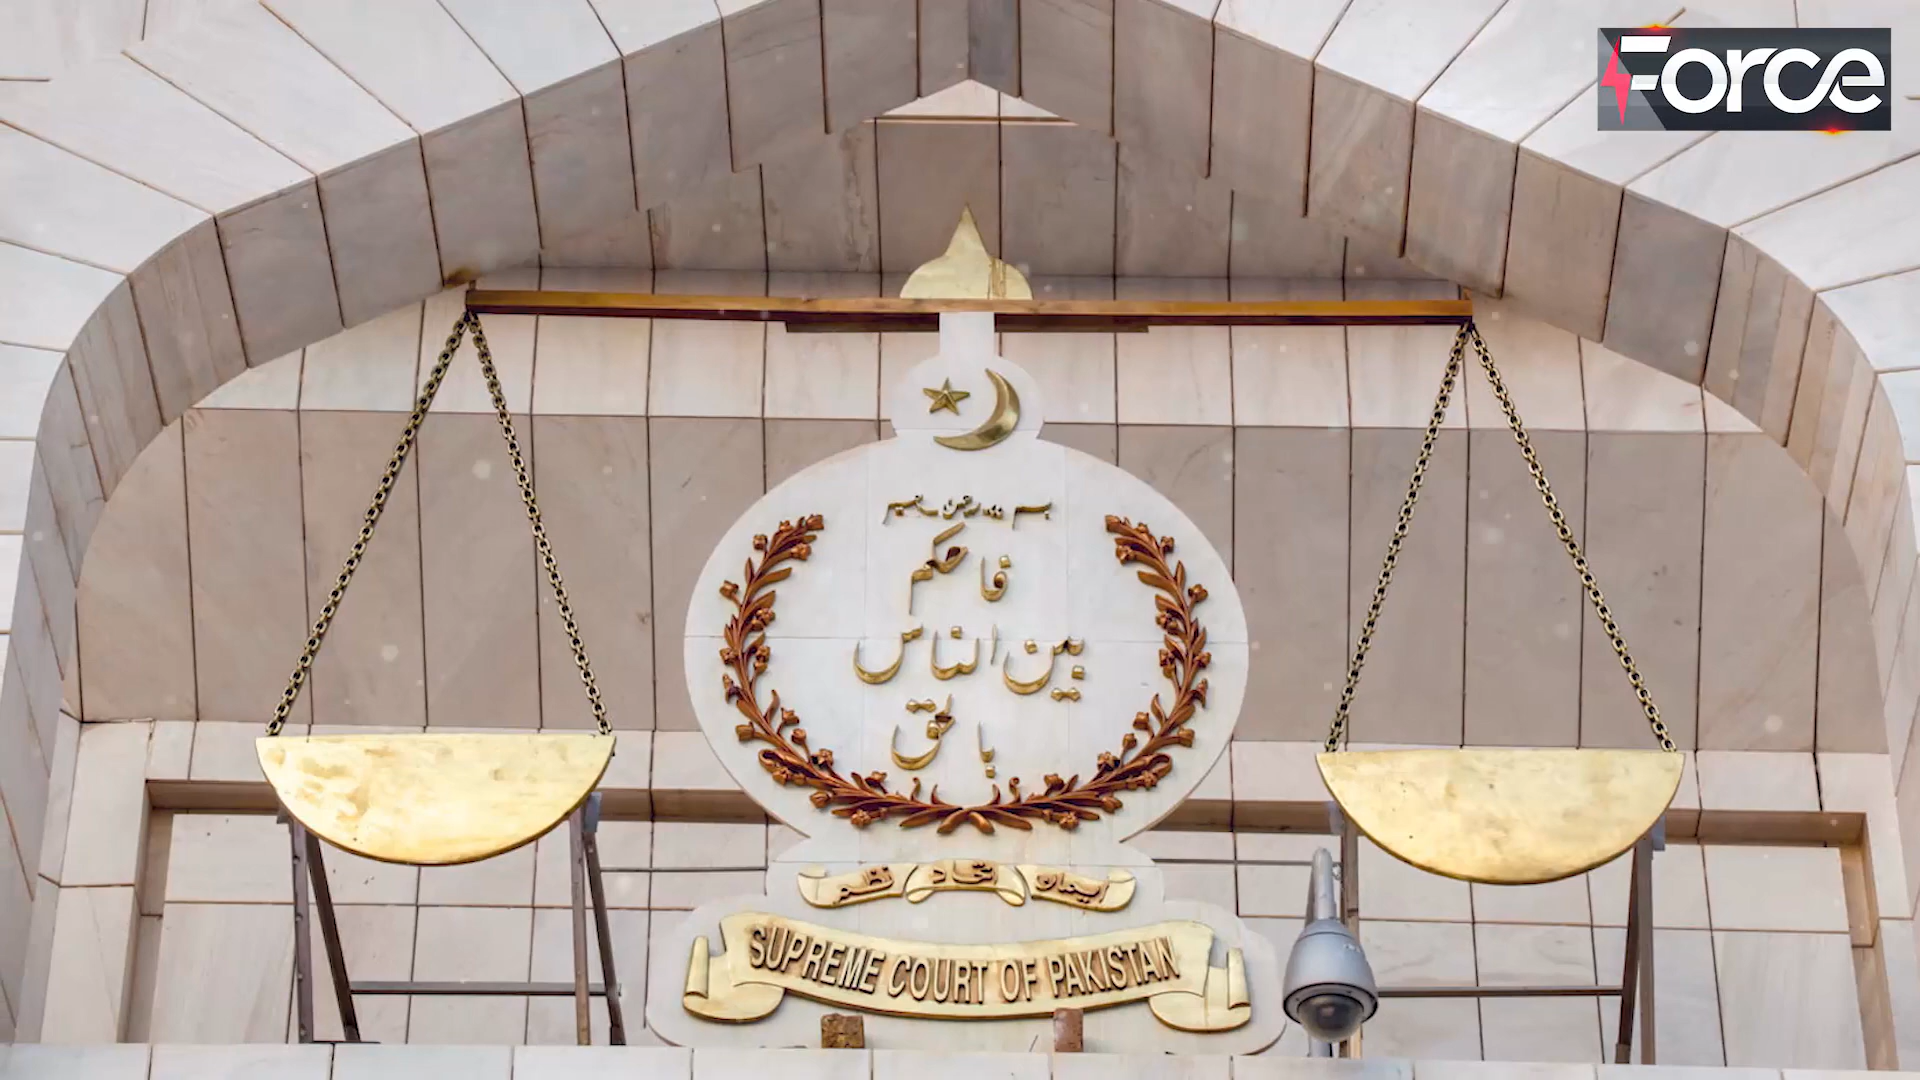 Force
بسم اللہ الرحمن الرحیم
فاحکم
بین الناس
بالحق
ایمان اتحاد نظم
SUPREME COURT OF PAKISTAN